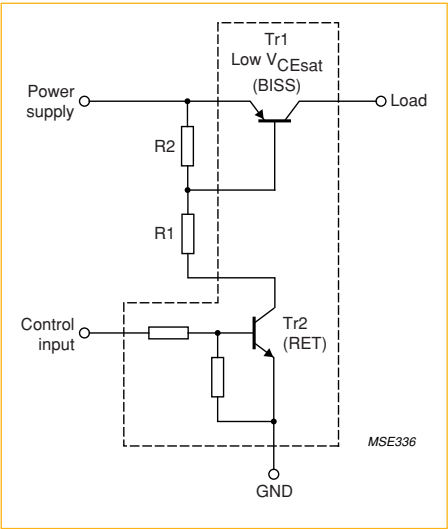 Tr1
Low VCEsat
(BISS)
Power
supply
Load
R2
R1
Control
input
Tr2
(RET)
MSE336
GND